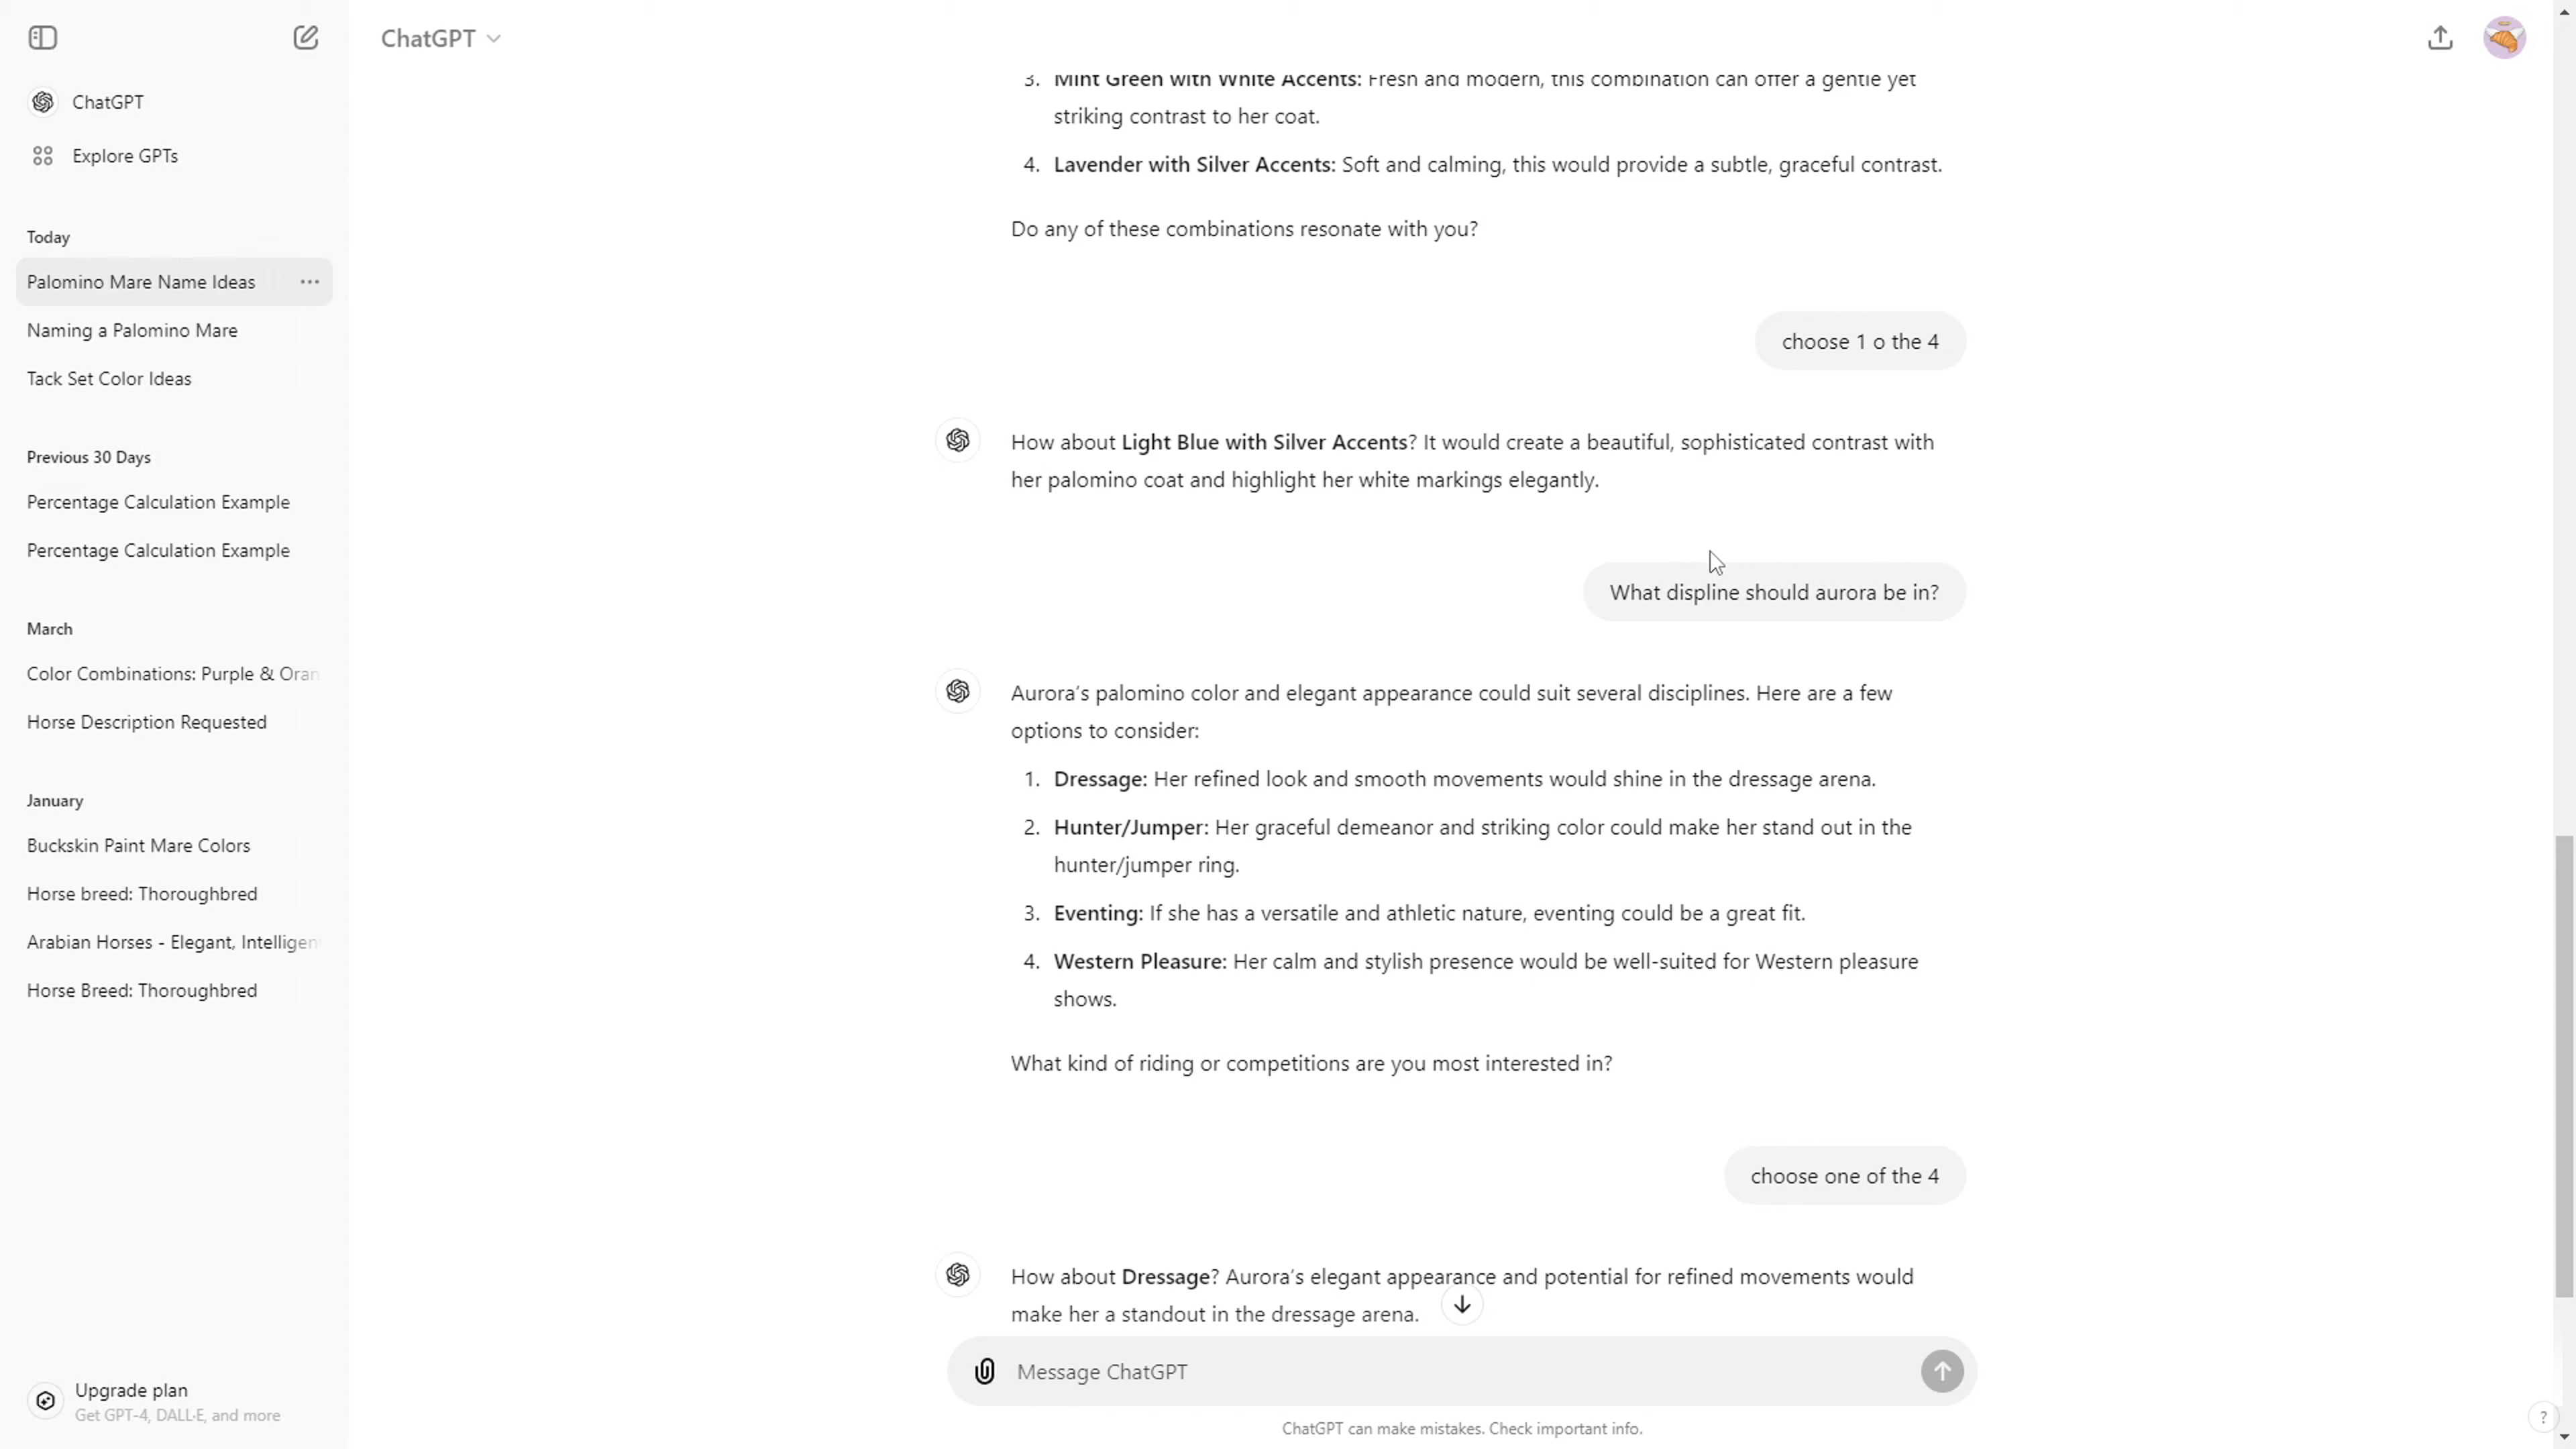 ChatGPT
Explore GPTs
Today
Palomino Mare Name Ideas
Naming a Palomino Mare
Tack Set Color Ideas
Previous 30 Days
Percentage Calculation Example
Percentage Calculation Example
March
Color Combinations: Purple & Oran
Horse Description Requested
January
Buckskin Paint Mare Colors
Horse breed: Thoroughbred
Arabian Horses - Elegant, Intelligen
Horse Breed: Thoroughbred
Upgrade plan
Get GPT-4, DALL·E, and more
ChatGPT
3. Mint Green with White Accents: Fresh and modern, this combination can offer a gentle yet
striking contrast to her coat.
4. Lavender with Silver Accents: Soft and calming, this would provide a subtle, graceful contrast.
Do any of these combinations resonate with you?
choose 1 o the 4
How about Light Blue with Silver Accents? It would create a beautiful, sophisticated contrast with
her palomino coat and highlight her white markings elegantly.
What displine should aurora be in?
Aurora's palomino color and elegant appearance could suit several disciplines. Here are a few
options to consider:
1. Dressage: Her refined look and smooth movements would shine in the dressage arena.
2. Hunter/Jumper: Her graceful demeanor and striking color could make her stand out in the
hunter/jumper ring.
3. Eventing: If she has a versatile and athletic nature, eventing could be a great fit.
4. Western Pleasure: Her calm and stylish presence would be well-suited for Western pleasure
shows.
What kind of riding or competitions are you most interested in?
choose one of the 4
How about Dressage? Aurora's elegant appearance and potential for refined movements would
make her a standout in the dressage arena.
Message ChatGPT
ChatGPT can make mistakes. Check important info.
?